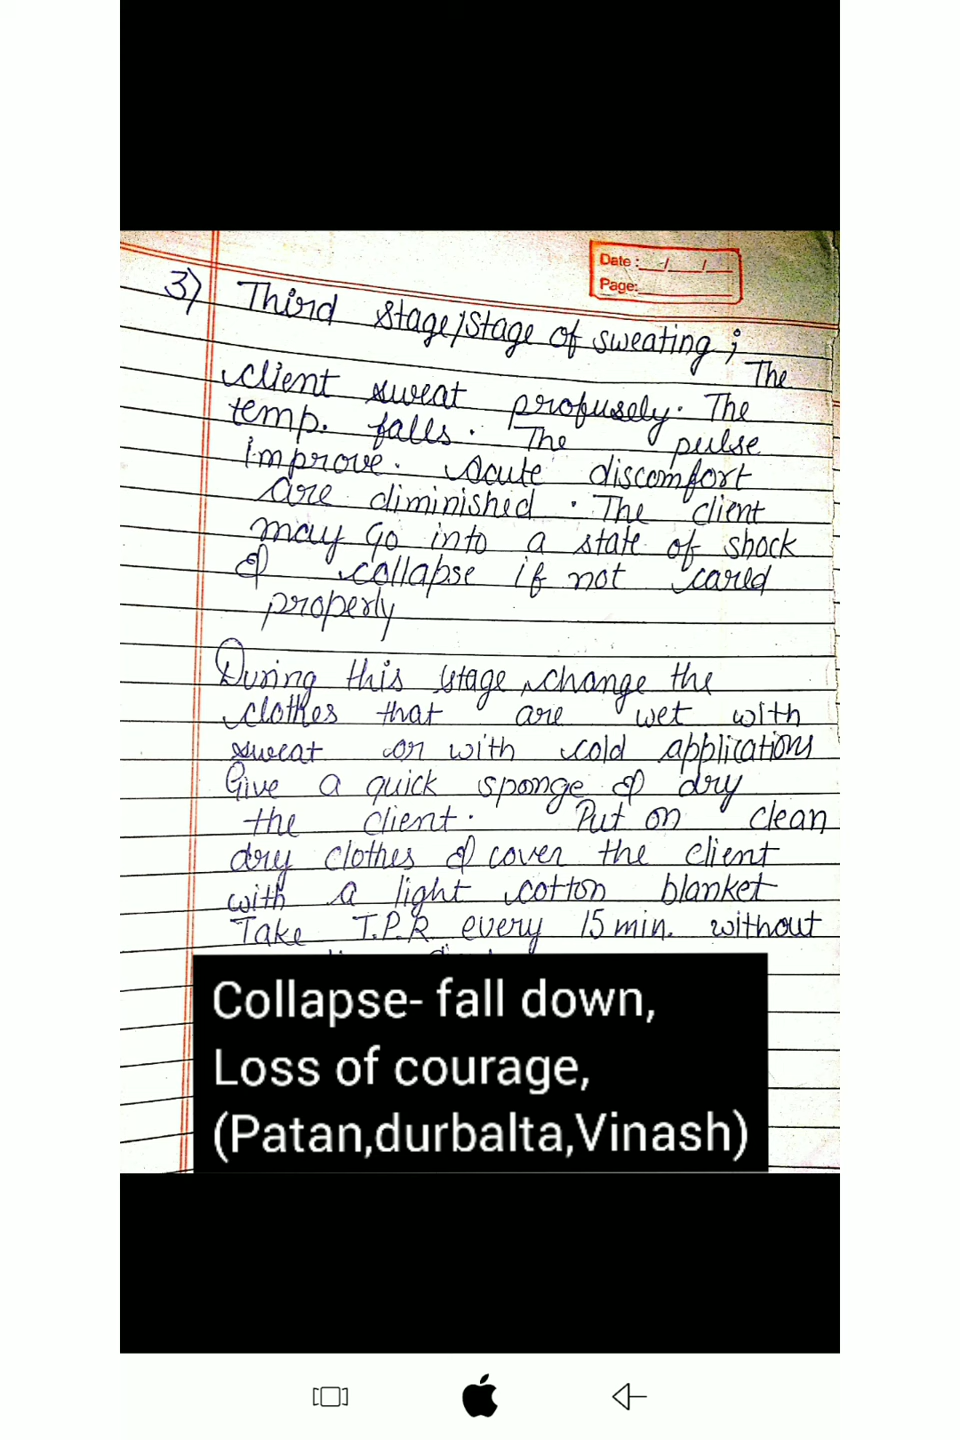 Date: / /
Page:
3) Third stage/stage of sweating ; The
client sweat profusely. The
temp. falls. The pulse
improve. Acute discomfort
are diminished. The client
may go into a state of shock
& collapse if not cared
properly
During this stage, change the
clothes that are wet with
sweat or with cold applications
Give a quick sponge & dry
the client. Put on clean
dry clothes & cover the client
with a light cotton blanket
Take T.P.R every 15 min. without
Collapse- fall down,
Loss of courage,
(Patan,durbalta,Vinash)